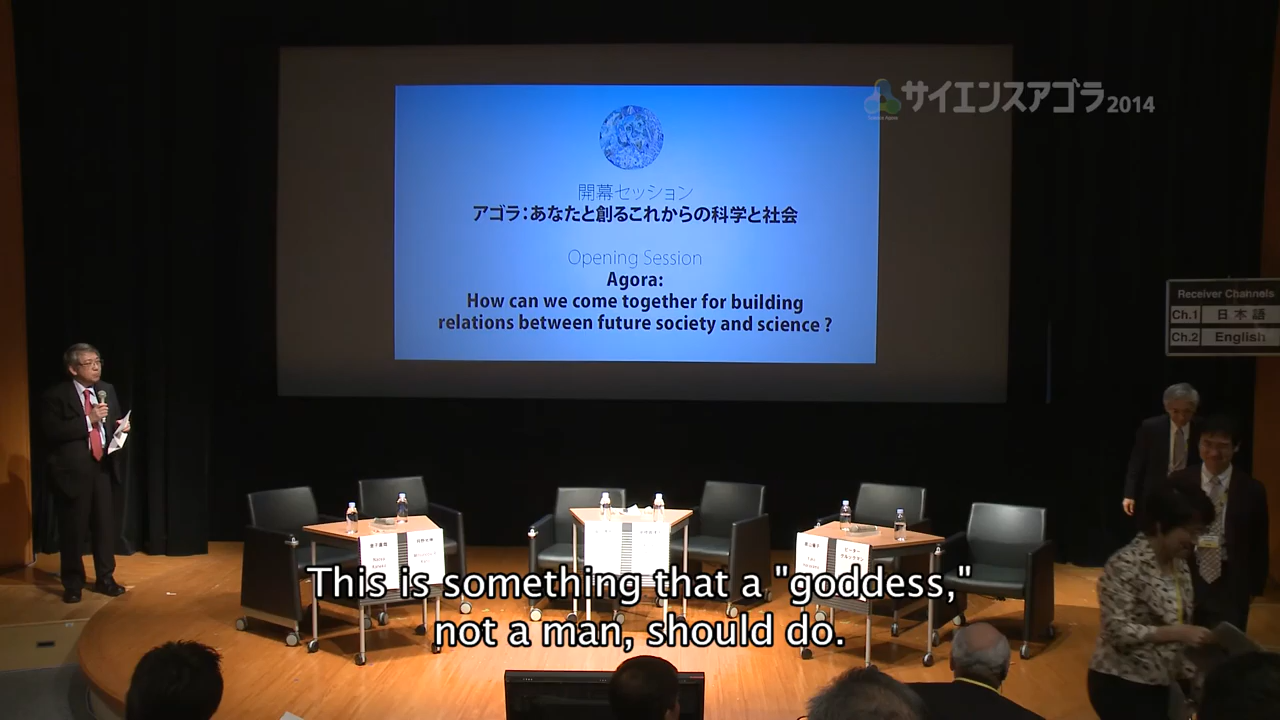 サイエンスアゴラ2014
開幕セッション
アゴラ：あなたと創るこれからの科学と社会
Opening Session
Agora:
How can we come together for building
relations between future society and science ?
Receiver Channels
Ch.1 日本語
Ch.2 English
This is something that a "goddess,"
not a man, should do.